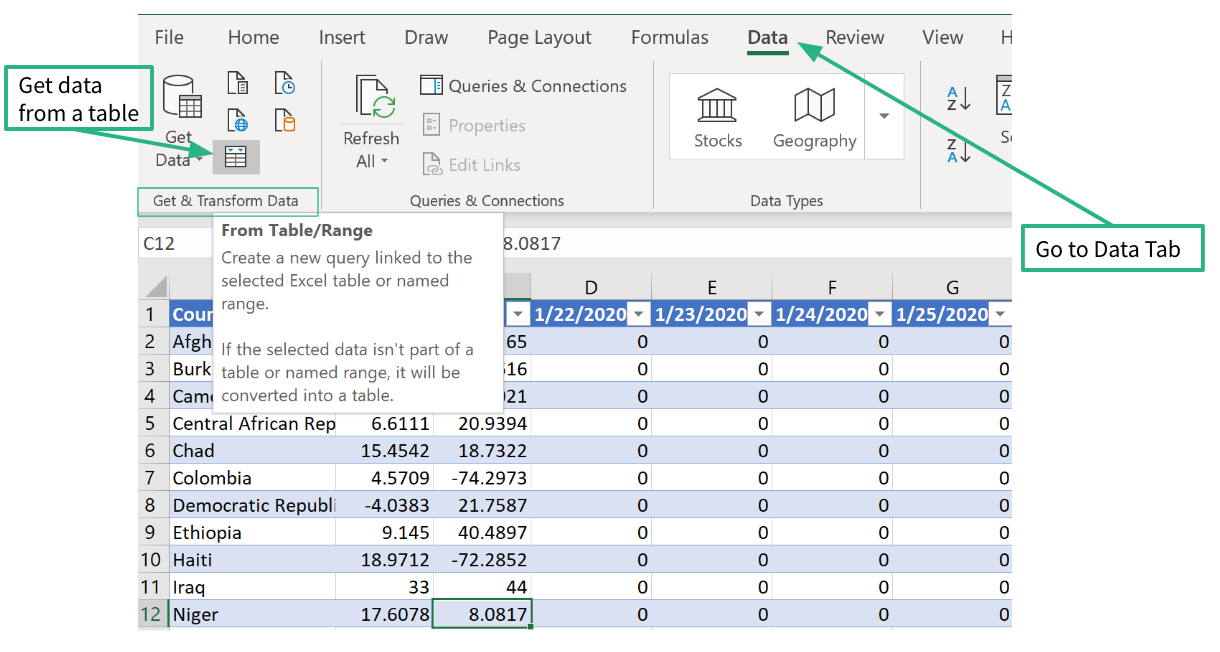 File Home Insert Draw Page Layout Formulas Data Review View H
Get data
from a table
Get
Data
Refresh
All
Queries & Connections
Properties
Edit Links
Stocks
Geography
A
Z
Z
A
Z
A
Get & Transform Data
Queries & Connections
Data Types
Go to Data Tab
C12
8.0817
From Table/Range
Create a new query linked to the
selected Excel table or named
range.
If the selected data isn't part of a
table or named range, it will be
converted into a table.
D E F G
1 Coun 1/22/2020 1/23/2020 1/24/2020 1/25/2020
2 Afgh 65 0 0 0 0
3 Burk 616 0 0 0 0
4 Came 921 0 0 0 0
5 Central African Rep 6.6111 20.9394 0 0 0 0
6 Chad 15.4542 18.7322 0 0 0 0
7 Colombia 4.5709 -74.2973 0 0 0 0
8 Democratic Republi -4.0383 21.7587 0 0 0 0
9 Ethiopia 9.145 40.4897 0 0 0 0
10 Haiti 18.9712 -72.2852 0 0 0 0
11 Iraq 33 44 0 0 0 0
12 Niger 17.6078 8.0817 0 0 0 0